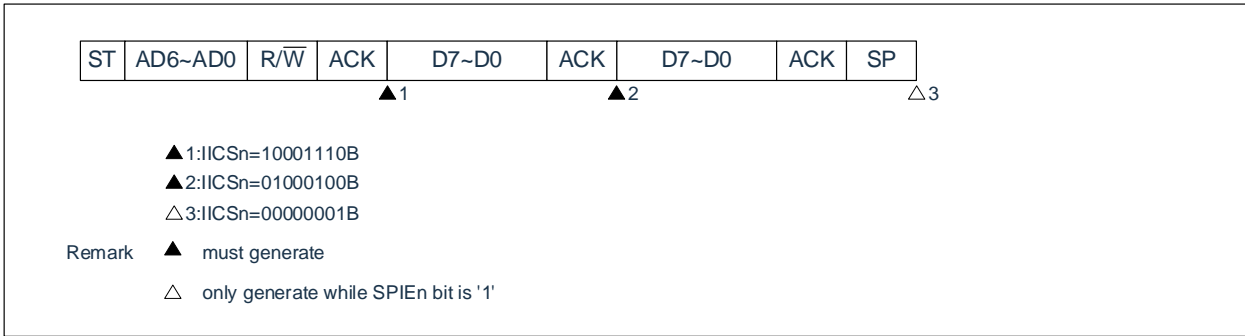 ST AD6~AD0 R/W̅ ACK D7~D0 ACK D7~D0 ACK SP
▲1 ▲2 △3
▲1:IICSn=10001110B
▲2:IICSn=01000100B
△3:IICSn=00000001B
Remark ▲ must generate
△ only generate while SPIEn bit is '1'